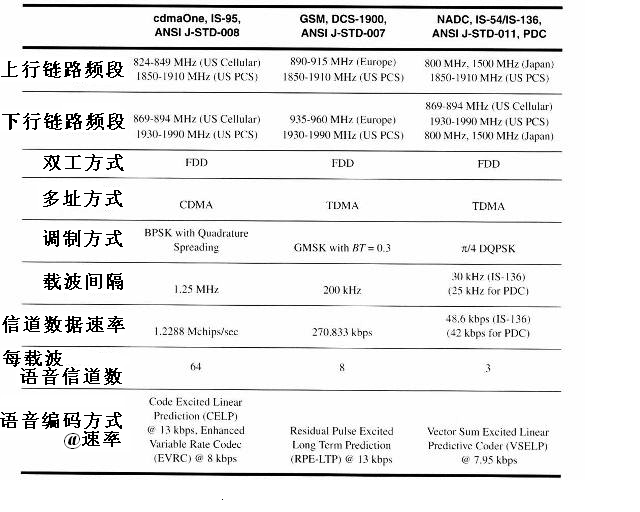 cdmaOne, IS-95,
ANSI J-STD-008
GSM, DCS-1900,
ANSI J-STD-007
NADC, IS-54/IS-136,
ANSI J-STD-011, PDC
上行链路频段
824-849 MHz (US Cellular)
1850-1910 MHz (US PCS)
890-915 MHz (Europe)
1850-1910 MHz (US PCS)
800 MHz, 1500 MHz (Japan)
1850-1910 MHz (US PCS)
下行链路频段
869-894 MHz (US Cellular)
1930-1990 MHz (US PCS)
935-960 MHz (Europe)
1930-1990 MHz (US PCS)
869-894 MHz (US Cellular)
1930-1990 MHz (US PCS)
800 MHz, 1500 MHz (Japan)
双工方式
FDD
FDD
FDD
多址方式
CDMA
TDMA
TDMA
调制方式
BPSK with Quadrature
Spreading
GMSK with BT = 0.3
π/4 DQPSK
载波间隔
1.25 MHz
200 kHz
30 kHz (IS-136)
(25 kHz for PDC)
信道数据速率
1.2288 Mchips/sec
270.833 kbps
48.6 kbps (IS-136)
(42 kbps for PDC)
每载波
语音信道数
64
8
3
语音编码方式
@速率
Code Excited Linear
Prediction (CELP)
@ 13 kbps, Enhanced
Variable Rate Codec
(EVRC) @ 8 kbps
Residual Pulse Excited
Long Term Prediction
(RPE-LTP) @ 13 kbps
Vector Sum Excited Linear
Predictive Coder (VSELP)
@ 7.95 kbps